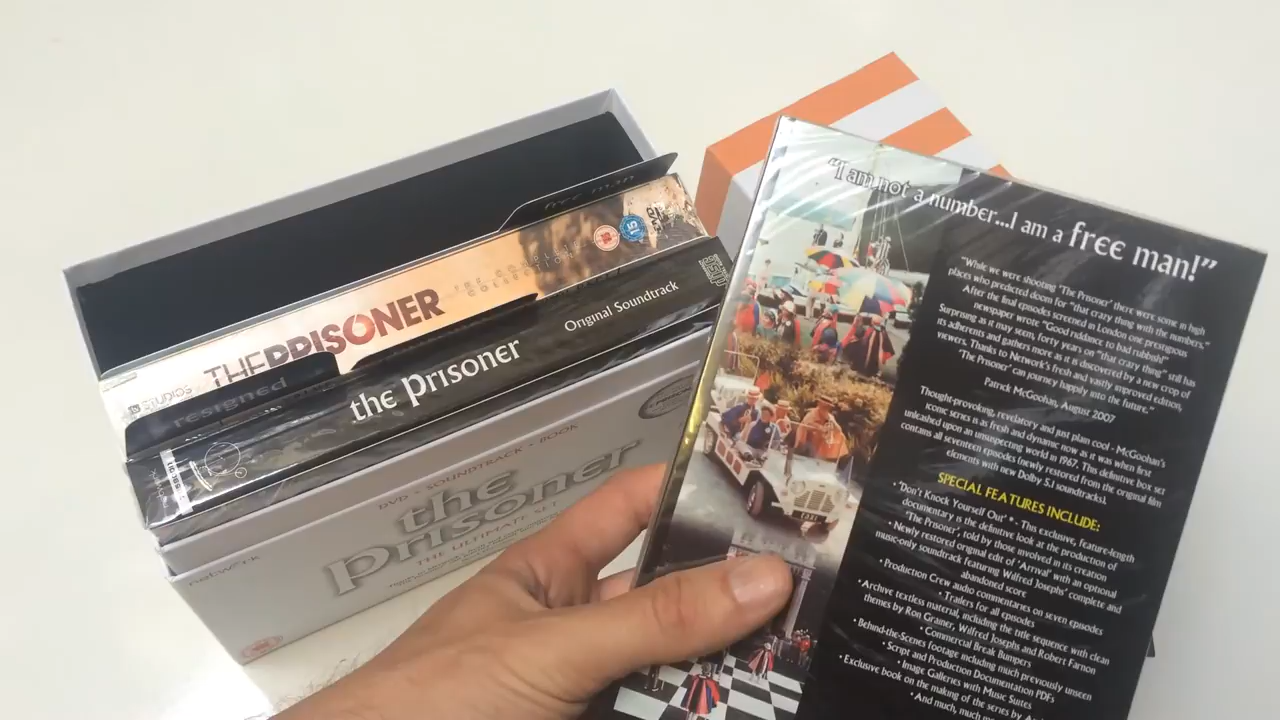 free man
THE PRISONER
THE COMPLETE
COLLECTION
15
resigned
the prisoner
Original Soundtrack
DVD • SOUNDTRACK • BOOK
the
prisoner
THE ULTIMATE SET
network
"I am not a number...I am a free man!"
"While we were shooting 'The Prisoner' there were some in high
places who predicted doom for "that crazy thing with the numbers."
After the final episodes screened in London one prestigious
newspaper wrote "Good riddance to bad rubbish!"
Surprising as it may seem, forty years on "that crazy thing" still has
its adherents and gathers more as it is discovered by a new crop of
viewers. Thanks to Network's fresh and vastly improved edition,
'The Prisoner' can journey happily into the future."
Patrick McGoohan, August 2007
Thought-provoking, revelatory and just plain cool - McGoohan's
iconic series is as fresh and dynamic now as it was when first
unleashed upon an unsuspecting world in 1967. This definitive box set
contains all seventeen episodes (newly restored from the original film
elements with new Dolby 5.1 soundtracks).
SPECIAL FEATURES INCLUDE:
• 'Don't Knock Yourself Out' * - This exclusive, feature-length
documentary is the definitive look at the production of
'The Prisoner', told by those involved in its creation
• Newly restored original edit of 'Arrival' with an optional
music-only soundtrack featuring Wilfred Josephs' complete and
abandoned score
• Production Crew audio commentaries on seven episodes
• Trailers for all episodes
• Archive textless material, including the title sequence with clean
themes by Ron Grainer, Wilfred Josephs and Robert Farnon
• Commercial Break Bumpers
• Behind-the-Scenes footage including much previously unseen
• Script and Production Documentation PDFs
• Image Galleries with Music Suites
• Exclusive book on the making of the series by
• And much, much